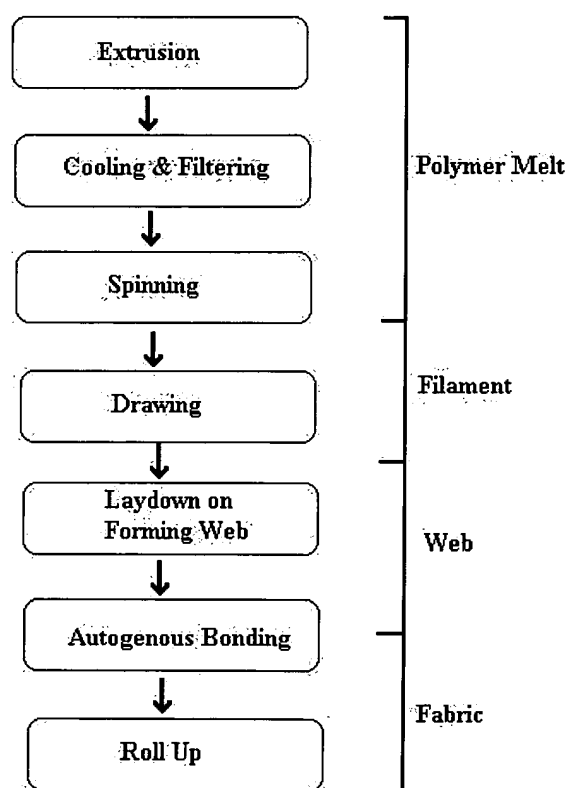 Extrusion
Cooling & Filtering
Polymer Melt
Spinning
Filament
Drawing
Laydown on
Forming Web
Web
Autogenous Bonding
Fabric
Roll Up